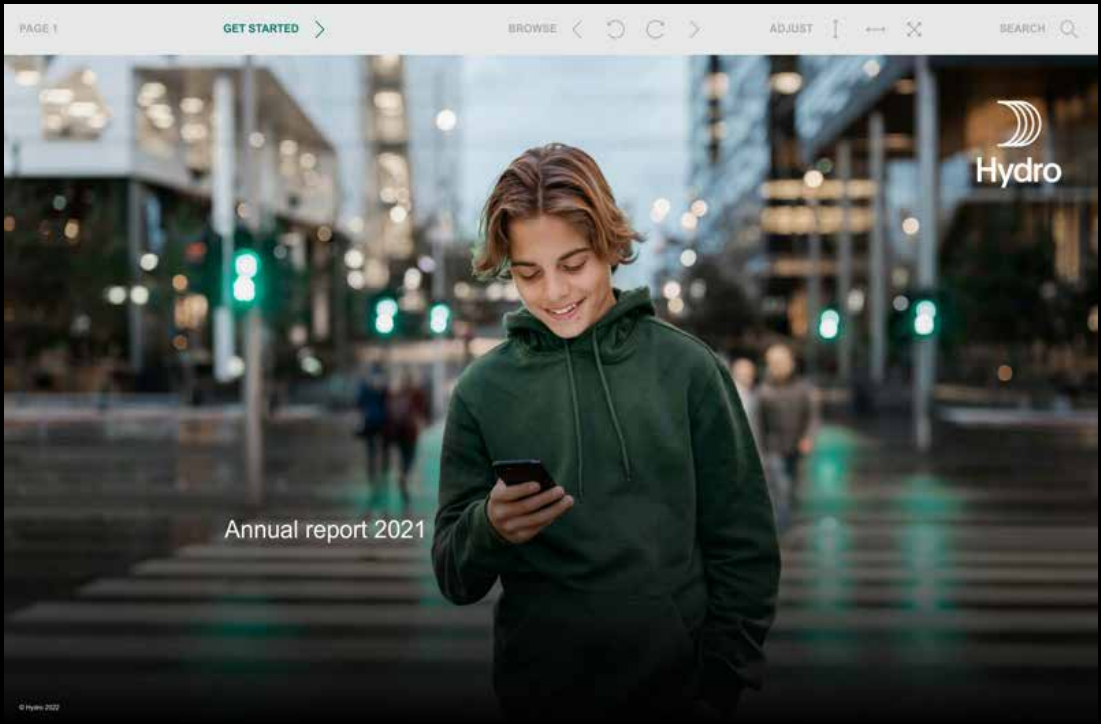 PAGE 1
GET STARTED
BROWSE
ADJUST
SEARCH
Hydro
Annual report 2021
© Hydro 2022